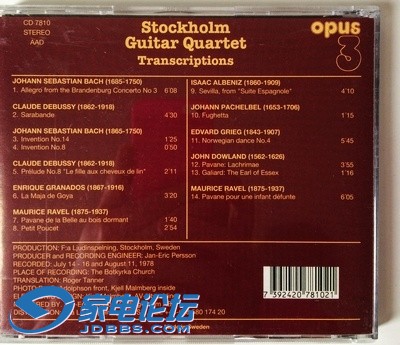 CD 7810
STEREO
AAD
Stockholm
Guitar Quartet
Transcriptions
opus
3
JOHANN SEBASTIAN BACH (1685-1750)
1. Allegro from the Brandenburg Concerto No 3 6'08
CLAUDE DEBUSSY (1862-1918)
2. Sarabande 4'30
JOHANN SEBASTIAN BACH (1685-1750)
3. Invention No.14 1'25
4. Invention No.8 0'50
CLAUDE DEBUSSY (1862-1918)
5. Prélude No.8 "La fille aux cheveux de lin" 2'11
ENRIQUE GRANADOS (1867-1916)
6. La Maja de Goya 3'20
MAURICE RAVEL (1875-1937)
7. Pavane de la Belle au bois dormant 1'40
8. Petit Poucet 2'54
ISAAC ALBENIZ (1860-1909)
9. Sevilla, from "Suite Espagnole" 4'10
JOHANN PACHELBEL (1653-1706)
10. Fughetta 1'15
EDVARD GRIEG (1843-1907)
11. Norwegian dance No.4 5'45
JOHN DOWLAND (1562-1626)
12. Pavane: Lachrimae 3'55
13. Galiard: The Earl of Essex 1'15
MAURICE RAVEL (1875-1937)
14. Pavane pour une infant défunte 6'05
PRODUCTION: F:a Ljudinspelning, Stockholm, Sweden
PRODUCER and RECORDING ENGINEER: Jan-Eric Persson
RECORDED: July 14 - 16 and August 11, 1978
PLACE OF RECORDING: The Botkyrka Church
TRANSLATION: Roger Tanner
PHOTO: Adolphson front, Kjell Malmberg inside
7 392420 781021
家电论坛
JDBBS.COM
Sweden